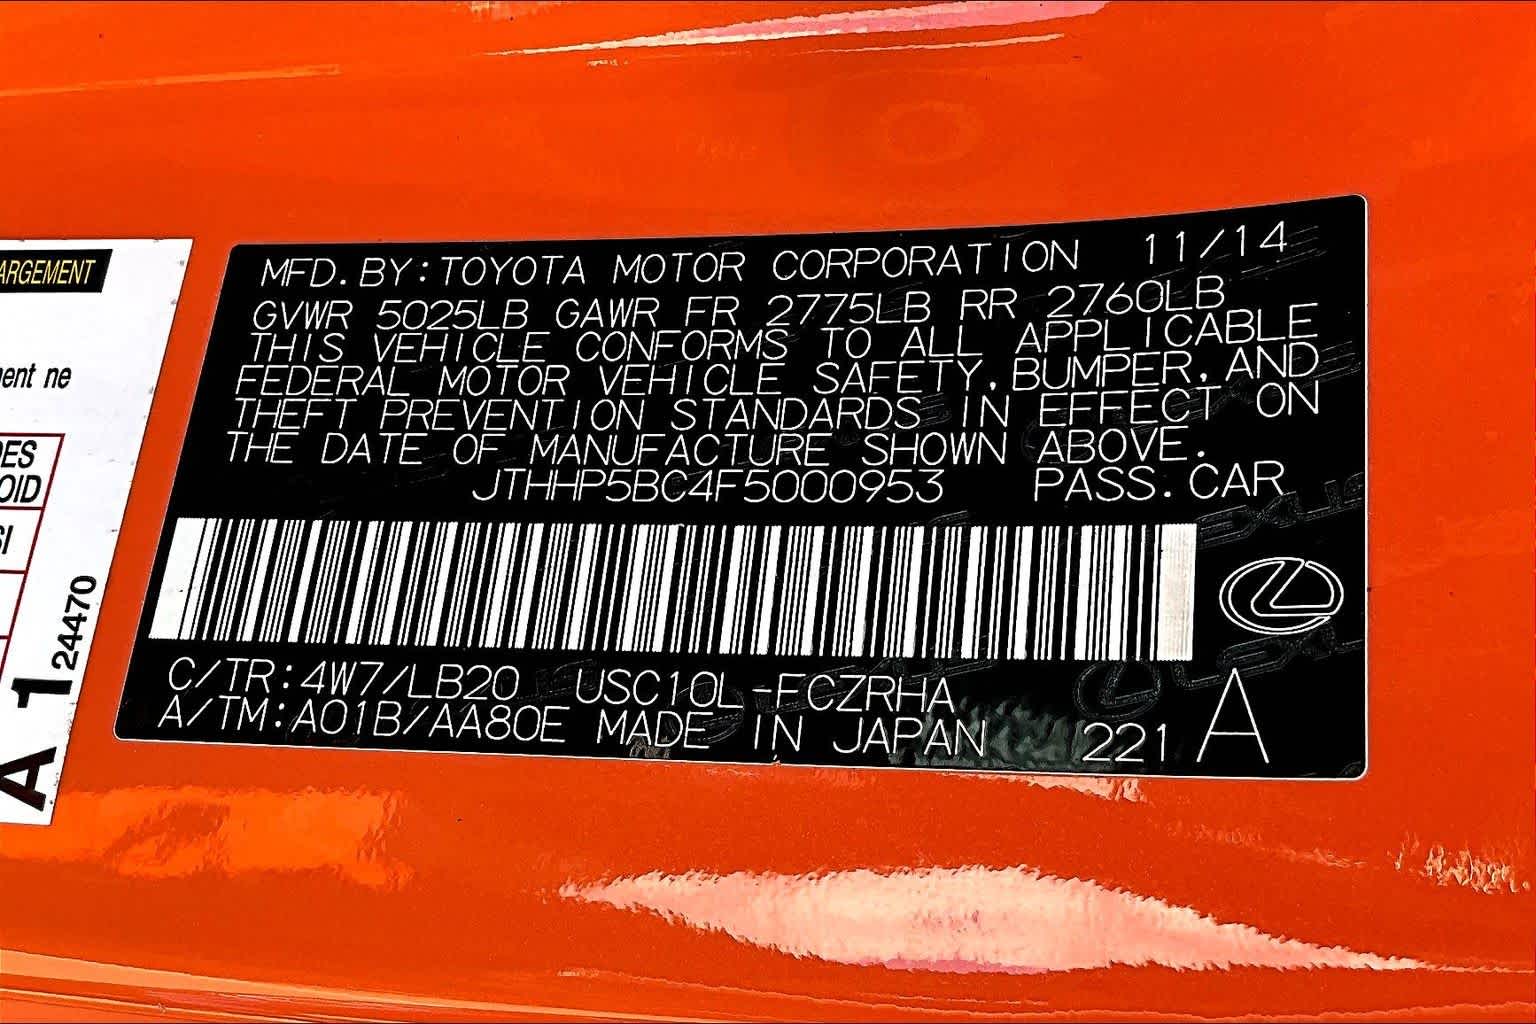 ARGEMENT
ent ne
DES
OID
SI
A 1 24470
MFD. BY: TOYOTA MOTOR CORPORATION 11/14
GVWR 5025LB GAWR FR 2775LB RR 2760LB
THIS VEHICLE CONFORMS TO ALL APPLICABLE
FEDERAL MOTOR VEHICLE SAFETY, BUMPER, AND
THEFT PREVENTION STANDARDS IN EFFECT ON
THE DATE OF MANUFACTURE SHOWN ABOVE.
JTHHP5BC4F5000953 PASS. CAR
C/TR: 4W7/LB20 USC10L-FCZRHA
A/TM: A01B/AA80E MADE IN JAPAN 221 A